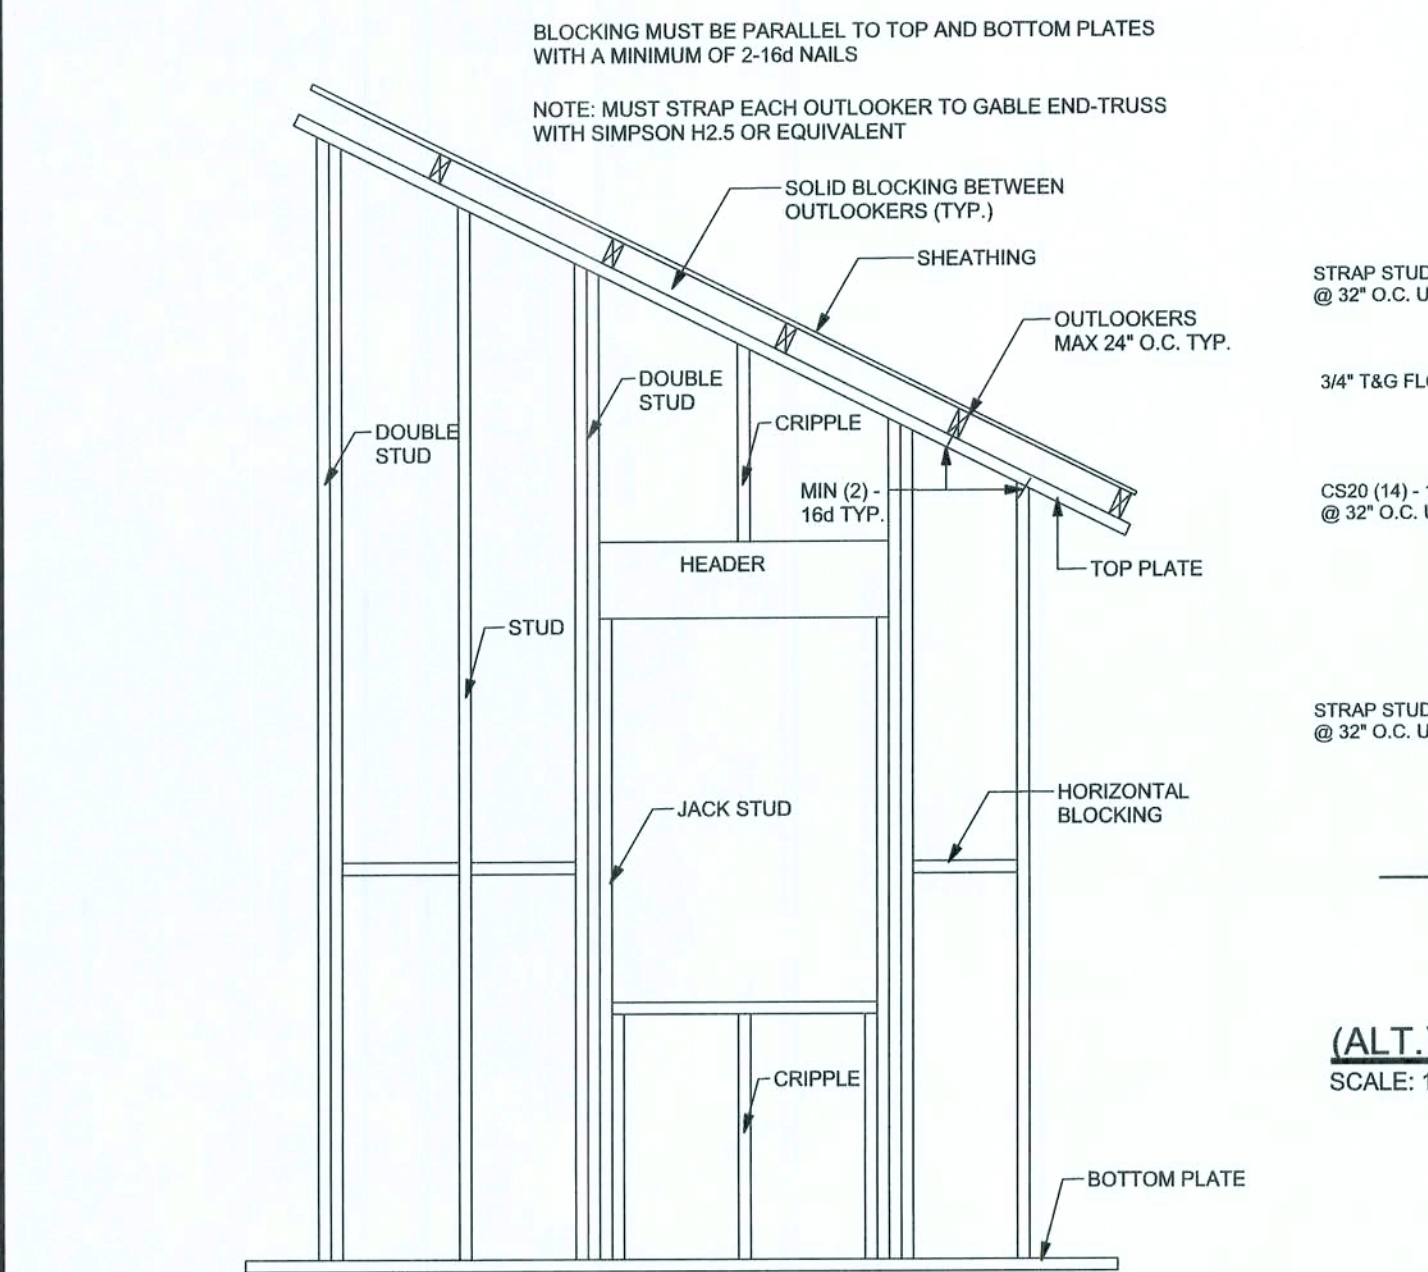 BLOCKING MUST BE PARALLEL TO TOP AND BOTTOM PLATES
WITH A MINIMUM OF 2-16d NAILS
NOTE: MUST STRAP EACH OUTLOOKER TO GABLE END-TRUSS
WITH SIMPSON H2.5 OR EQUIVALENT
SOLID BLOCKING BETWEEN
OUTLOOKERS (TYP.)
SHEATHING
OUTLOOKERS
MAX 24" O.C. TYP.
DOUBLE
STUD
CRIPPLE
DOUBLE
STUD
MIN (2) -
16d TYP.
HEADER
TOP PLATE
STUD
HORIZONTAL
BLOCKING
JACK STUD
CRIPPLE
BOTTOM PLATE
STRAP STUD
@ 32" O.C. U
3/4" T&G FL
CS20 (14) - 1
@ 32" O.C. U
STRAP STUD
@ 32" O.C. U
(ALT.)
SCALE: 1